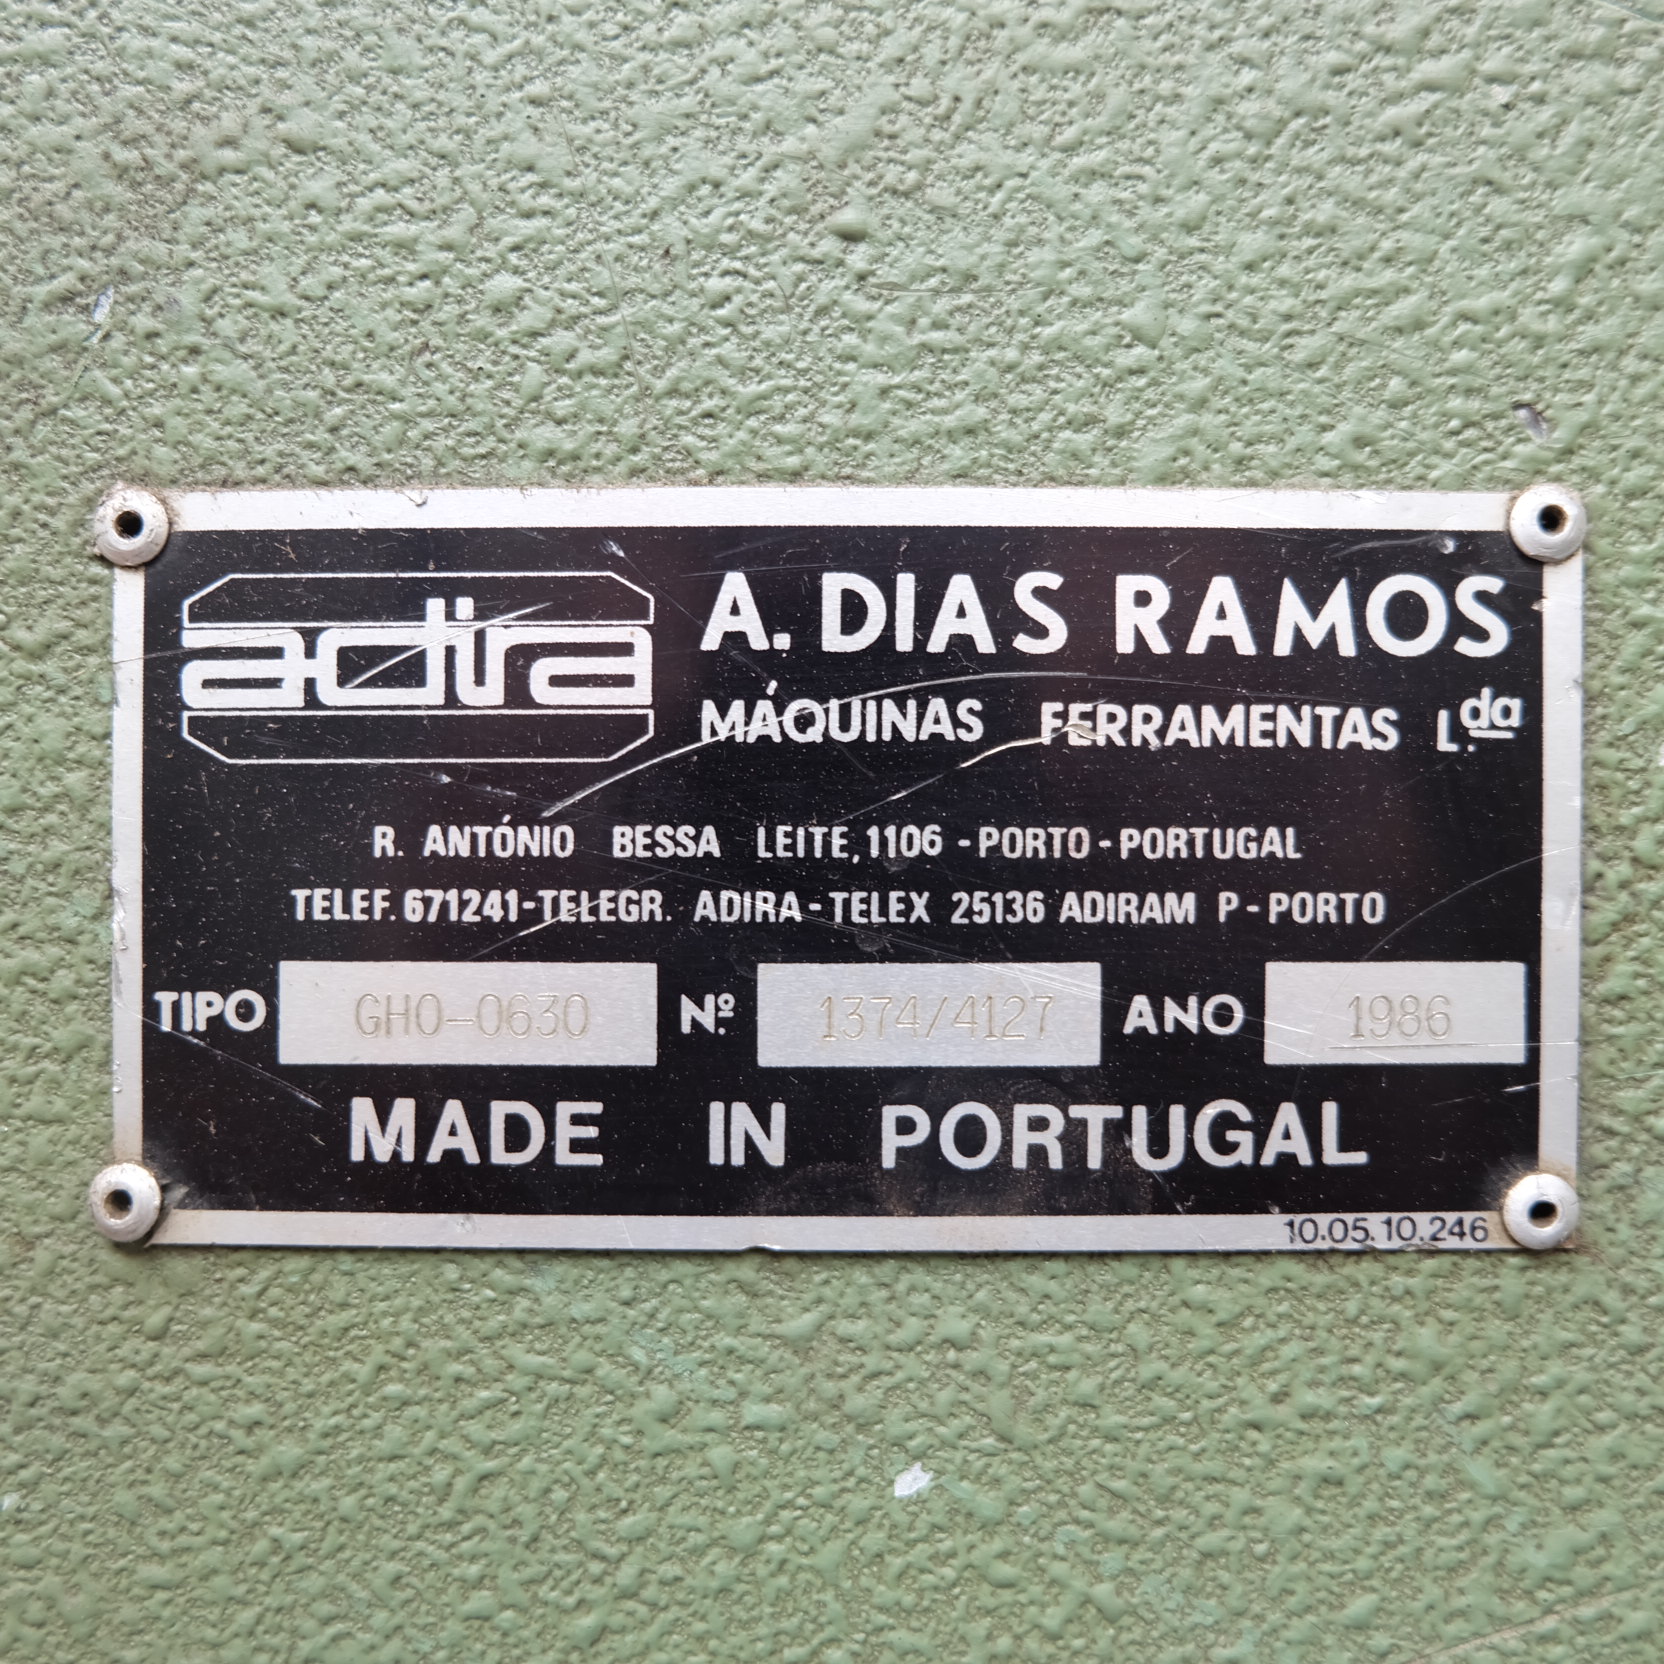 adira
A. DIAS RAMOS
MÁQUINAS FERRAMENTAS L.da
R. ANTÓNIO BESSA LEITE, 1106 - PORTO - PORTUGAL
TELEF. 671241 - TELEGR. ADIRA - TELEX 25136 ADIRAM P - PORTO
TIPO GHO-0630 N.º 1374/4127 ANO 1986
MADE IN PORTUGAL
10.05.10.246